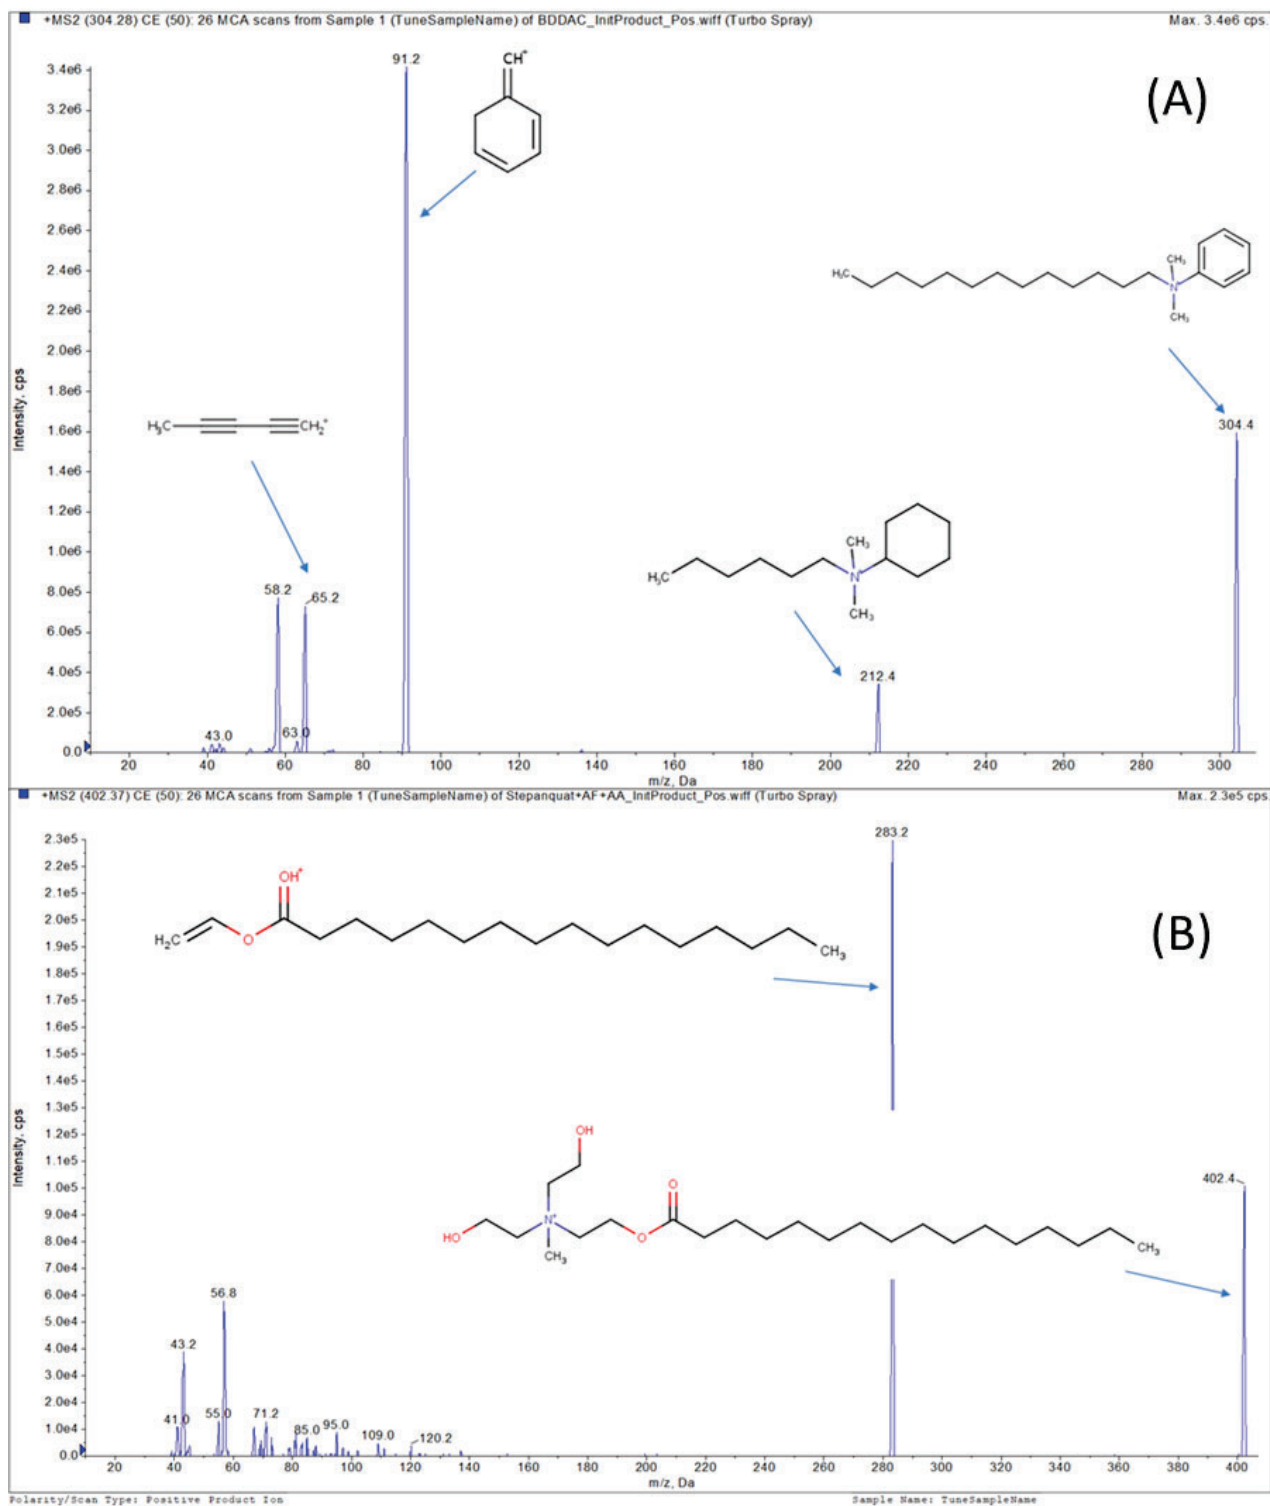 +MS2 (304.28) CE (50): 26 MCA scans from Sample 1 (TuneSampleName) of BDDAC_InitProduct_Pos.wiff (Turbo Spray) Max. 3.4e6 cps.
(A)
91.2
CH+
3.4e6
3.2e6
3.0e6
2.8e6
2.6e6
2.4e6
2.2e6
2.0e6
1.8e6
1.6e6
1.4e6
1.2e6
1.0e6
8.0e5
6.0e5
4.0e5
2.0e5
0.0
Intensity, cps
H3C CH3 N+ CH3
304.4
H3C CH2+
H3C CH3 N+ CH3
58.2
65.2
212.4
43.0
63.0
20 40 60 80 100 120 140 160 180 200 220 240 260 280 300
m/z, Da
+MS2 (402.37) CE (50): 26 MCA scans from Sample 1 (TuneSampleName) of Stepanquat+AF+AA_InitProduct_Pos.wiff (Turbo Spray) Max. 2.3e5 cps.
(B)
283.2
2.3e5
2.2e5
2.1e5
2.0e5
1.9e5
1.8e5
1.7e5
1.6e5
1.5e5
1.4e5
1.3e5
1.2e5
1.1e5
1.0e5
9.0e4
8.0e4
7.0e4
6.0e4
5.0e4
4.0e4
3.0e4
2.0e4
1.0e4
0.0
Intensity, cps
OH+
H2C O CH3
OH
HO N+ CH3 O O CH3
402.4
56.8
43.2
41.0
55.0
71.2
85.0
95.0
109.0
120.2
20 40 60 80 100 120 140 160 180 200 220 240 260 280 300 320 340 360 380 400
m/z, Da
Polarity/Scan Type: Positive Product Ion Sample Name: TuneSampleName